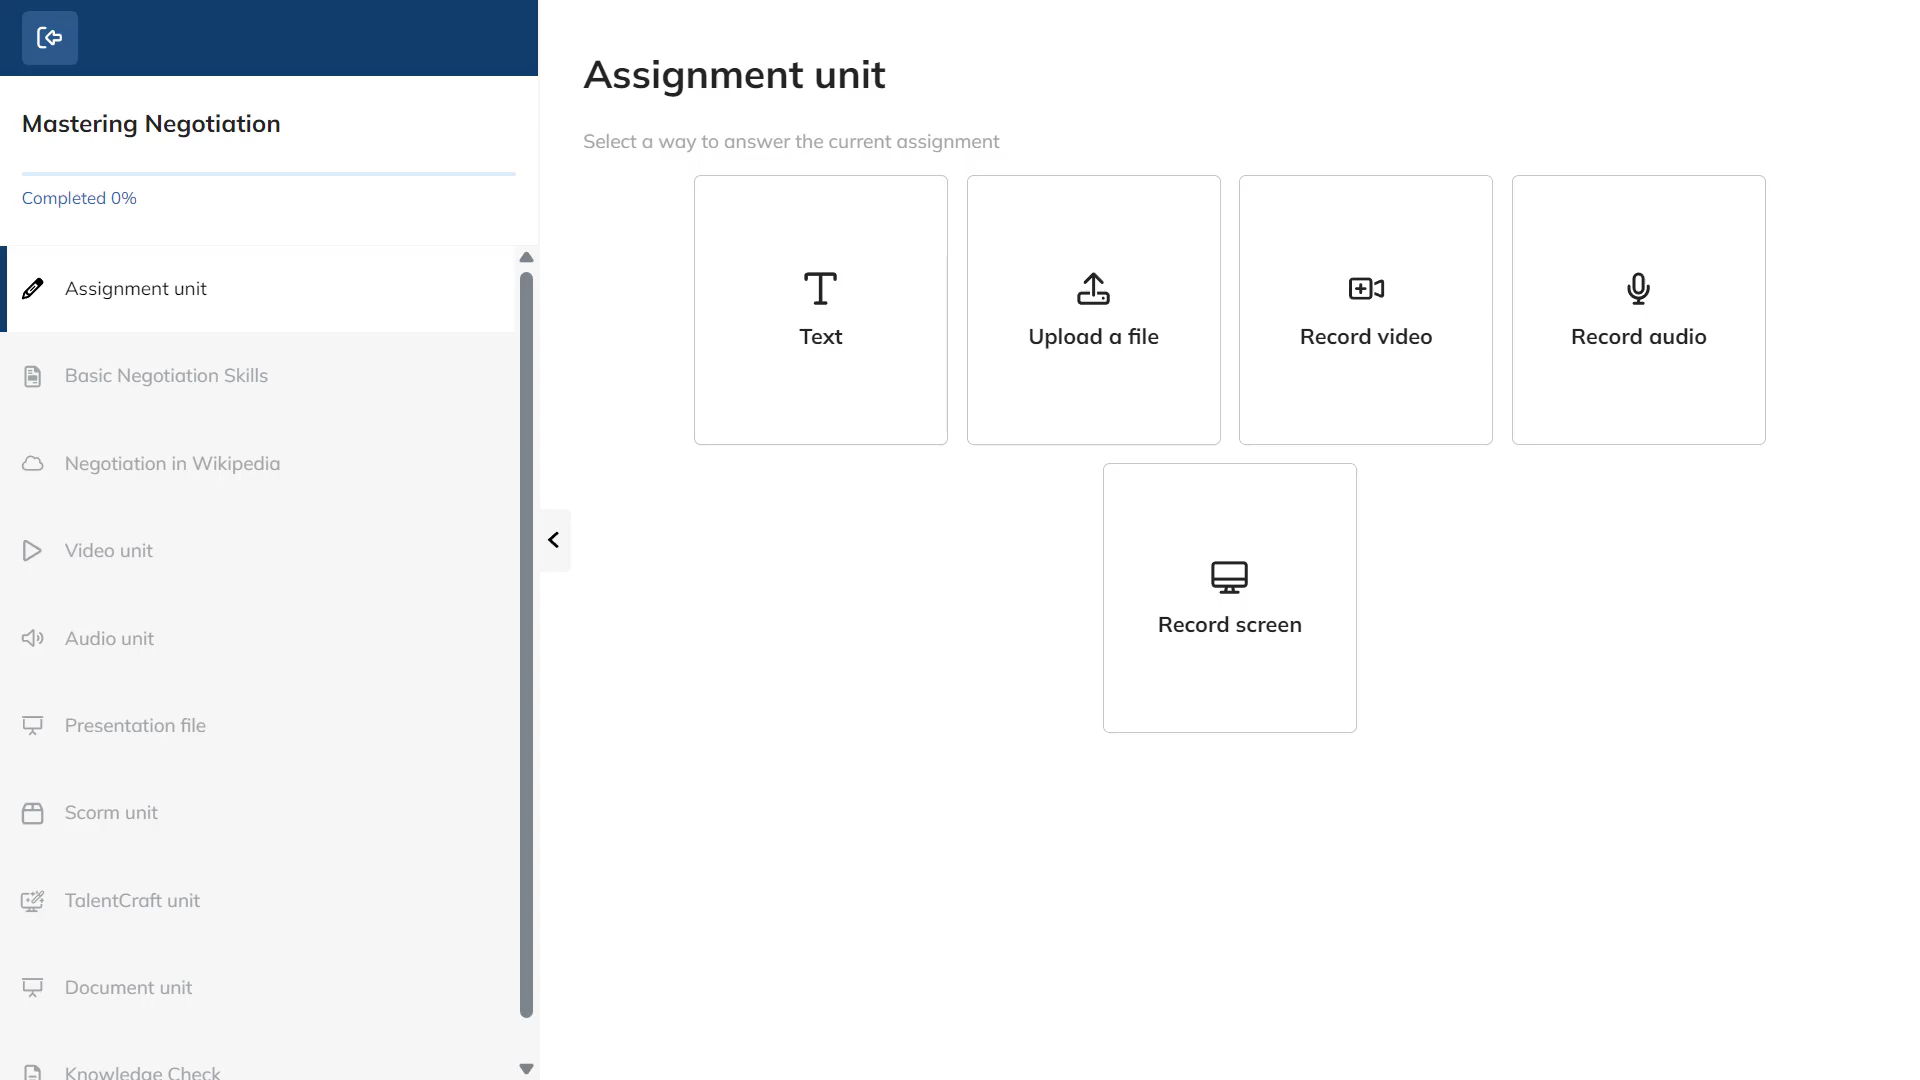 Mastering Negotiation
Completed 0%
Assignment unit
Basic Negotiation Skills
Negotiation in Wikipedia
Video unit
Audio unit
Presentation file
Scorm unit
TalentCraft unit
Document unit
Knowledge Check
Assignment unit
Select a way to answer the current assignment
Text
Upload a file
Record video
Record audio
Record screen